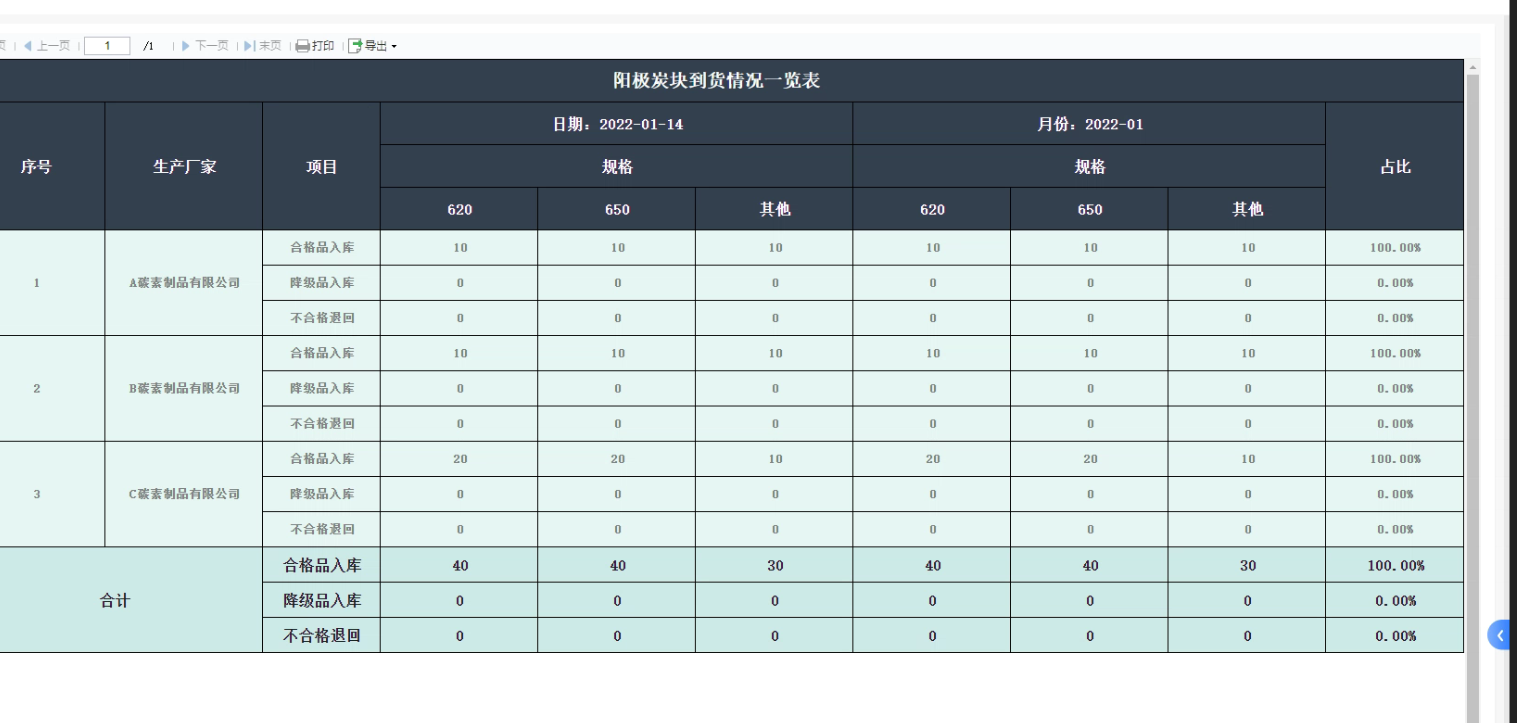 页 上一页 1 /1 下一页 末页 打印 导出
阳极炭块到货情况一览表
序号 生产厂家 项目 日期：2022-01-14 月份：2022-01 占比
规格 规格
620 650 其他 620 650 其他
1 A碳素制品有限公司 合格品入库 10 10 10 10 10 10 100.00%
降级品入库 0 0 0 0 0 0 0.00%
不合格退回 0 0 0 0 0 0 0.00%
2 B碳素制品有限公司 合格品入库 10 10 10 10 10 10 100.00%
降级品入库 0 0 0 0 0 0 0.00%
不合格退回 0 0 0 0 0 0 0.00%
3 C碳素制品有限公司 合格品入库 20 20 10 20 20 10 100.00%
降级品入库 0 0 0 0 0 0 0.00%
不合格退回 0 0 0 0 0 0 0.00%
合计 合格品入库 40 40 30 40 40 30 100.00%
降级品入库 0 0 0 0 0 0 0.00%
不合格退回 0 0 0 0 0 0 0.00%